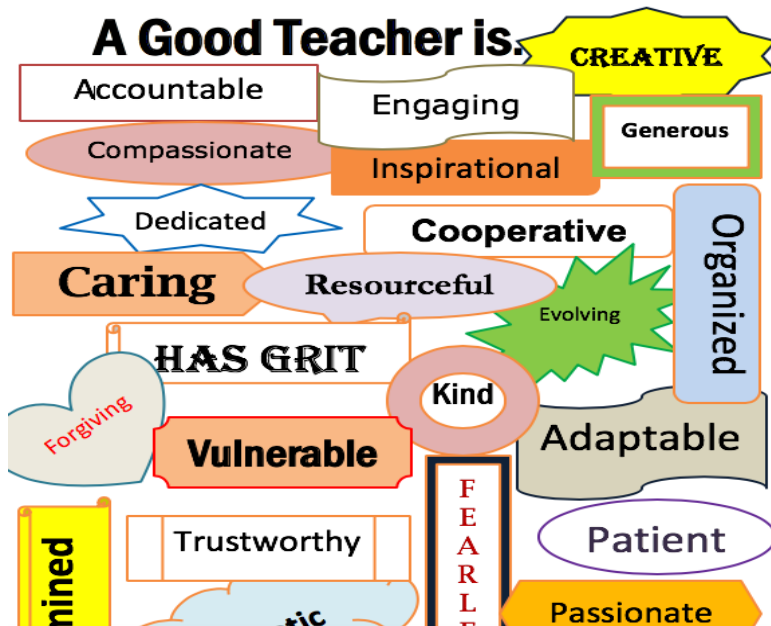 A Good Teacher is.
CREATIVE
Accountable
Engaging
Generous
Compassionate
Inspirational
Dedicated
Cooperative
Organized
Caring
Resourceful
Evolving
HAS GRIT
Kind
Forgiving
Adaptable
Vulnerable
Trustworthy
Patient
Passionate